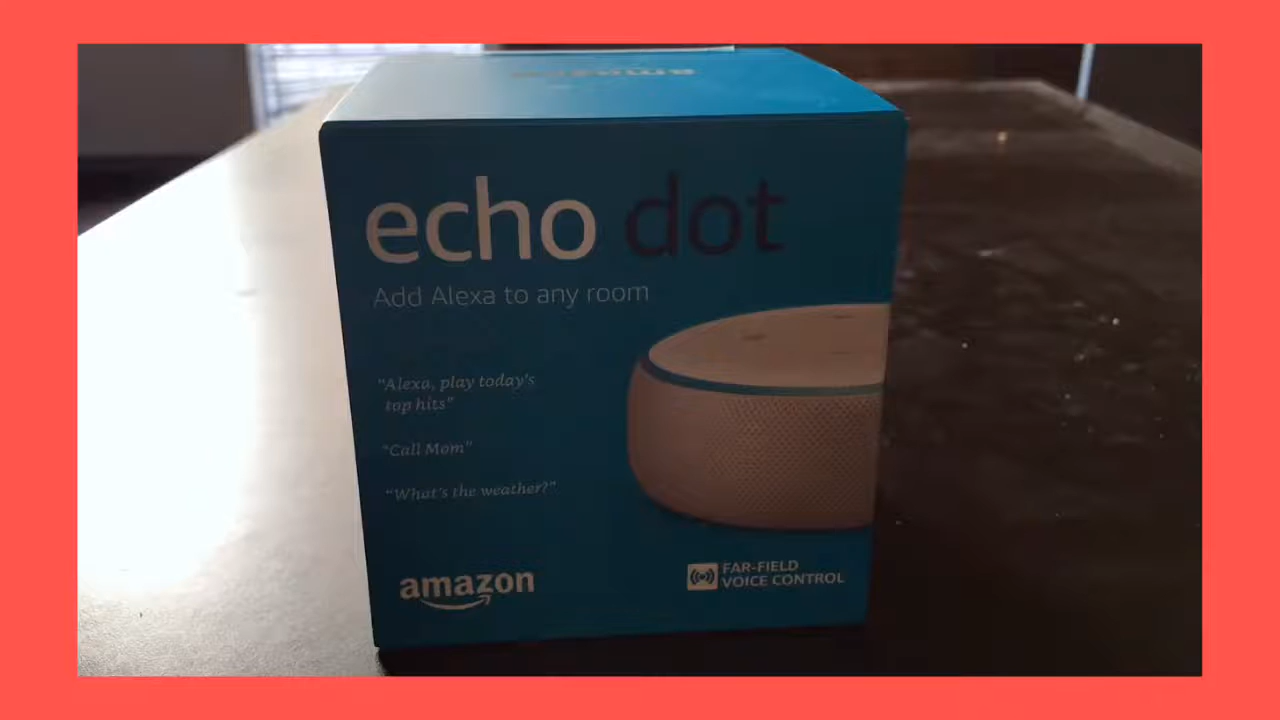 amazon
echo dot
Add Alexa to any room
“Alexa, play today's
top hits”
“Call Mom”
“What's the weather?”
amazon
FAR-FIELD
VOICE CONTROL